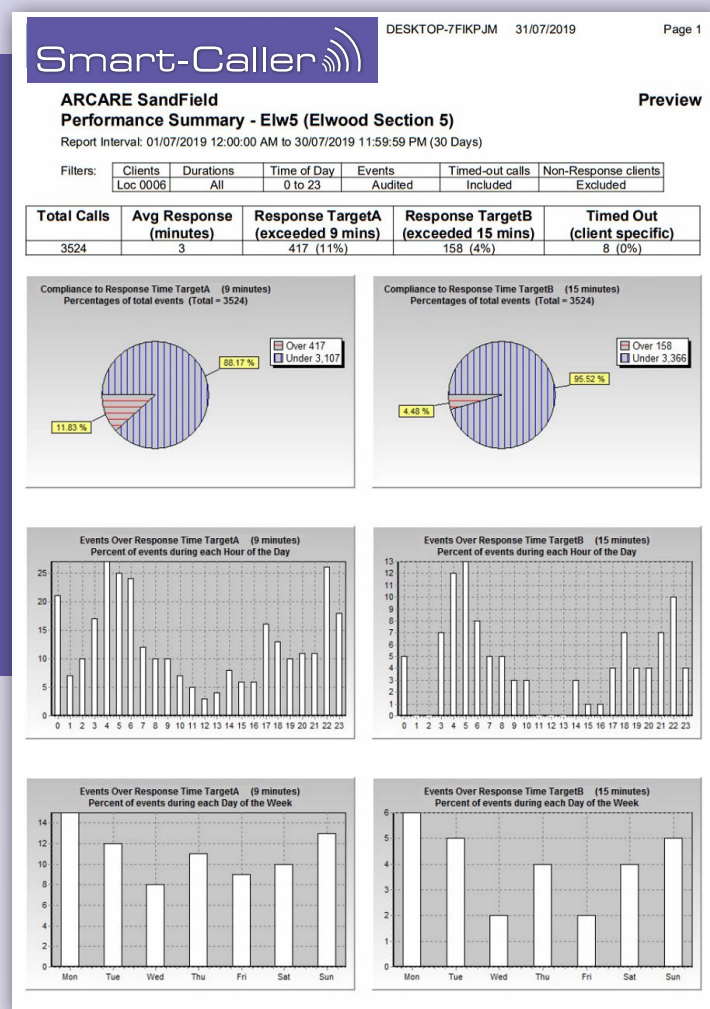 Smart-Caller
DESKTOP-7FIKPJM 31/07/2019 Page 1
ARCARE SandField Preview
Performance Summary - Elw5 (Elwood Section 5)
Report Interval: 01/07/2019 12:00:00 AM to 30/07/2019 11:59:59 PM (30 Days)
Filters: Clients Durations Time of Day Events Timed-out calls Non-Response clients
Loc 0006 All 0 to 23 Audited Included Excluded
Total Calls Avg Response Response TargetA Response TargetB Timed Out
(minutes) (exceeded 9 mins) (exceeded 15 mins) (client specific)
3524 3 417 (11%) 158 (4%) 8 (0%)
Compliance to Response Time TargetA (9 minutes)
Percentages of total events (Total = 3524)
Over 417
Under 3,107
88.17 %
11.83 %
Compliance to Response Time TargetB (15 minutes)
Percentages of total events (Total = 3524)
Over 158
Under 3,366
95.52 %
4.48 %
Events Over Response Time TargetA (9 minutes)
Percent of events during each Hour of the Day
25
20
15
10
5
0
0 1 2 3 4 5 6 7 8 9 10 11 12 13 14 15 16 17 18 19 20 21 22 23
Events Over Response Time TargetB (15 minutes)
Percent of events during each Hour of the Day
13
12
11
10
9
8
7
6
5
4
3
2
1
0
0 1 2 3 4 5 6 7 8 9 10 11 12 13 14 15 16 17 18 19 20 21 22 23
Events Over Response Time TargetA (9 minutes)
Percent of events during each Day of the Week
14
12
10
8
6
4
2
0
Mon Tue Wed Thu Fri Sat Sun
Events Over Response Time TargetB (15 minutes)
Percent of events during each Day of the Week
6
5
4
3
2
1
0
Mon Tue Wed Thu Fri Sat Sun